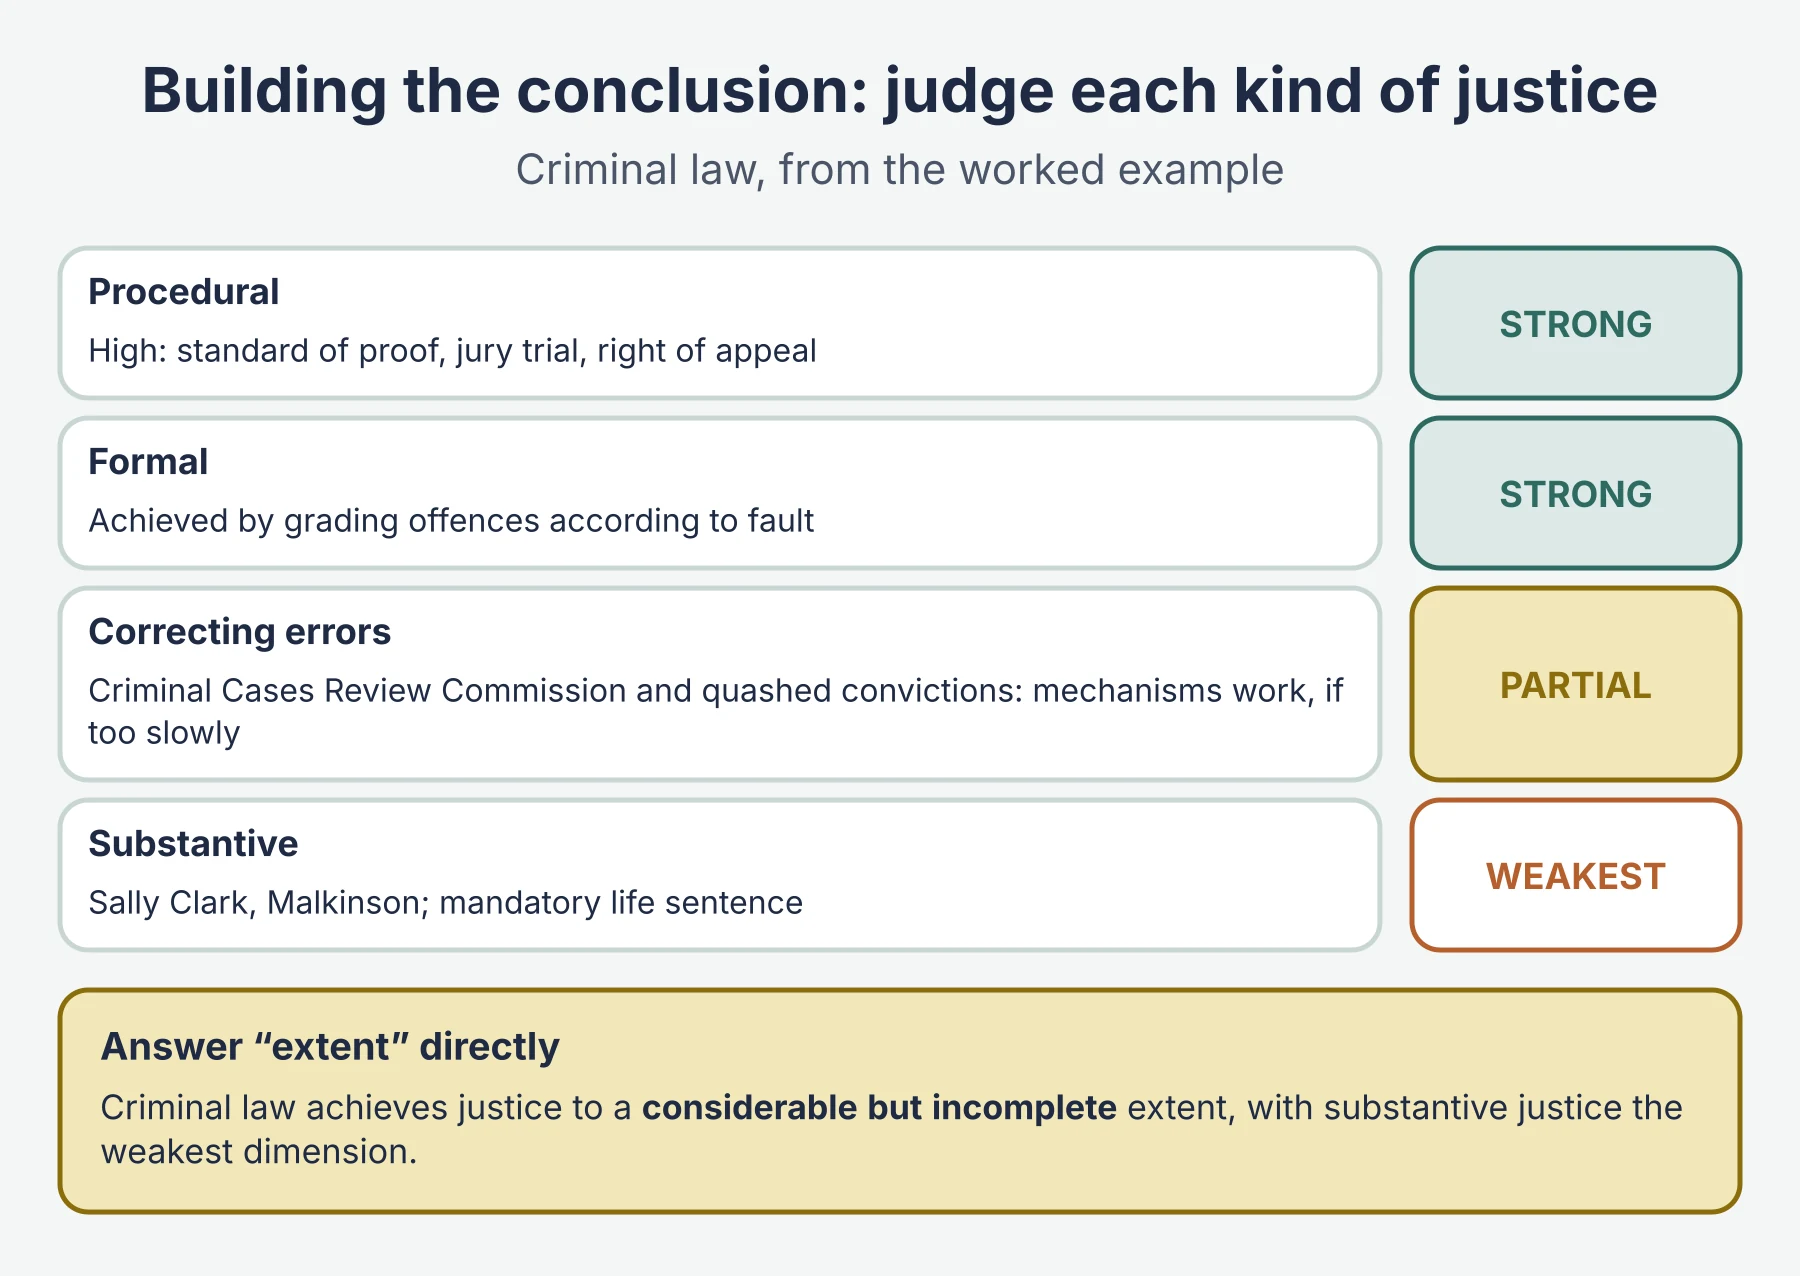 Building the conclusion: judge each kind of justice
Criminal law, from the worked example
Procedural
High: standard of proof, jury trial, right of appeal
STRONG
Formal
Achieved by grading offences according to fault
STRONG
Correcting errors
Criminal Cases Review Commission and quashed convictions: mechanisms work, if
too slowly
PARTIAL
Substantive
Sally Clark, Malkinson; mandatory life sentence
WEAKEST
Answer “extent” directly
Criminal law achieves justice to a considerable but incomplete extent, with substantive justice the
weakest dimension.